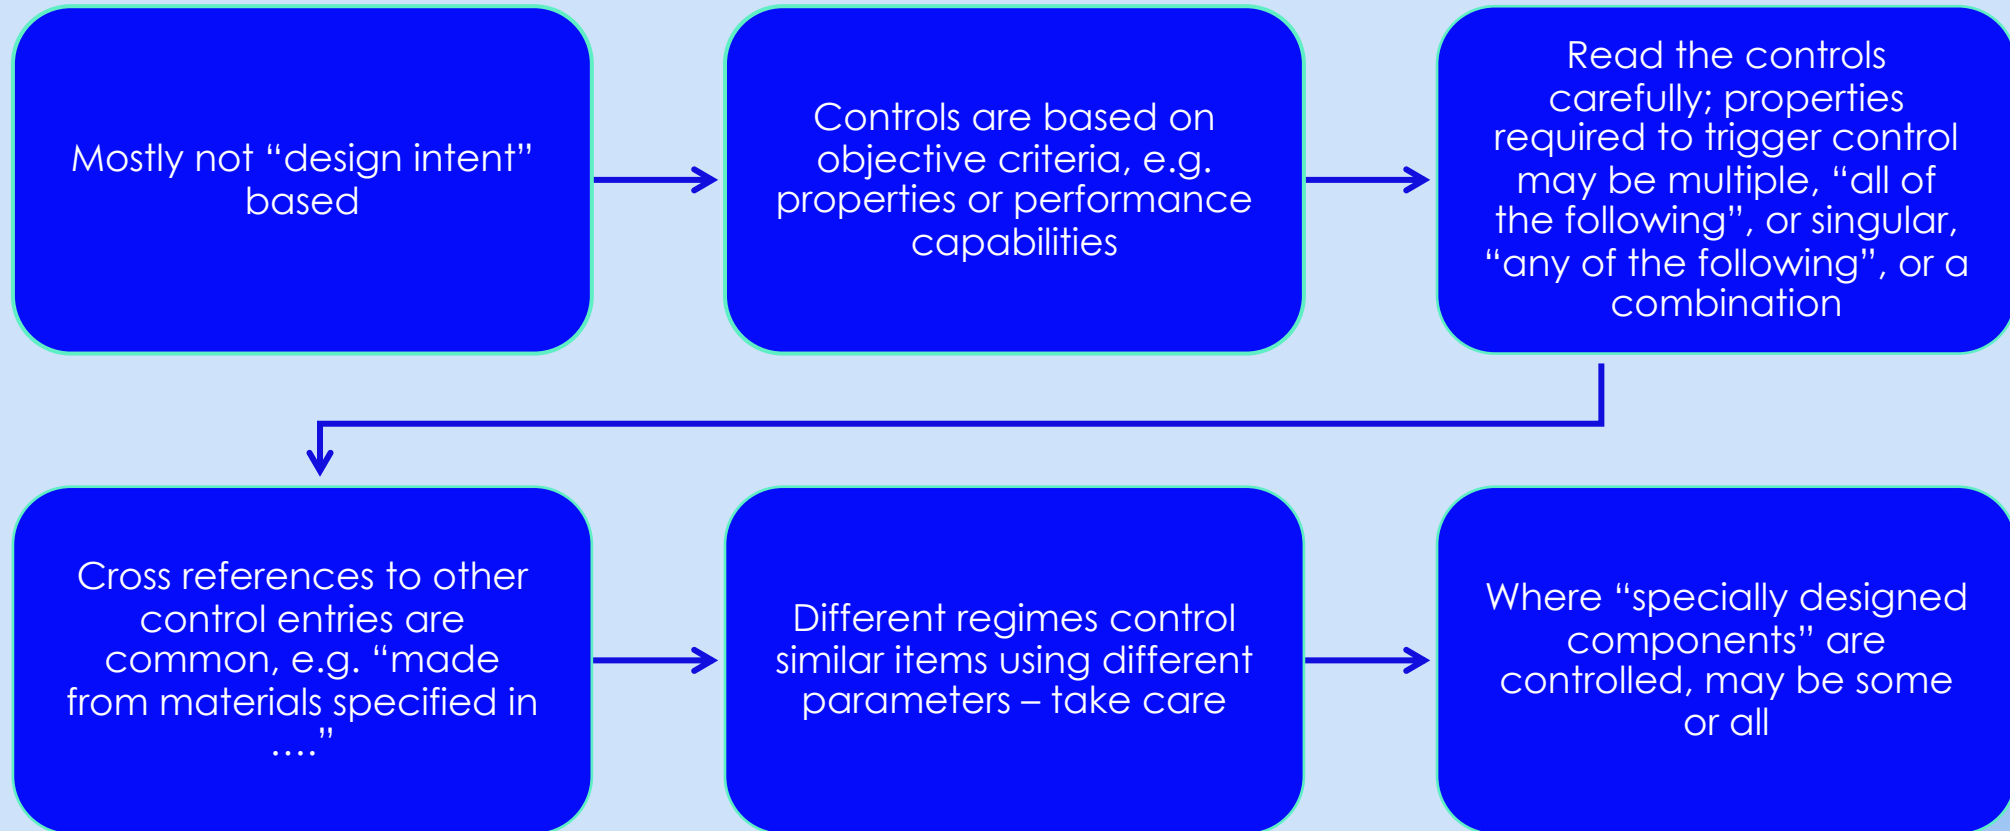 Mostly not “design intent”
based
Controls are based on
objective criteria, e.g.
properties or performance
capabilities
Read the controls
carefully; properties
required to trigger control
may be multiple, “all of
the following”, or singular,
“any of the following”, or a
combination
Cross references to other
control entries are
common, e.g. “made
from materials specified in
….”
Different regimes control
similar items using different
parameters – take care
Where “specially designed
components” are
controlled, may be some
or all